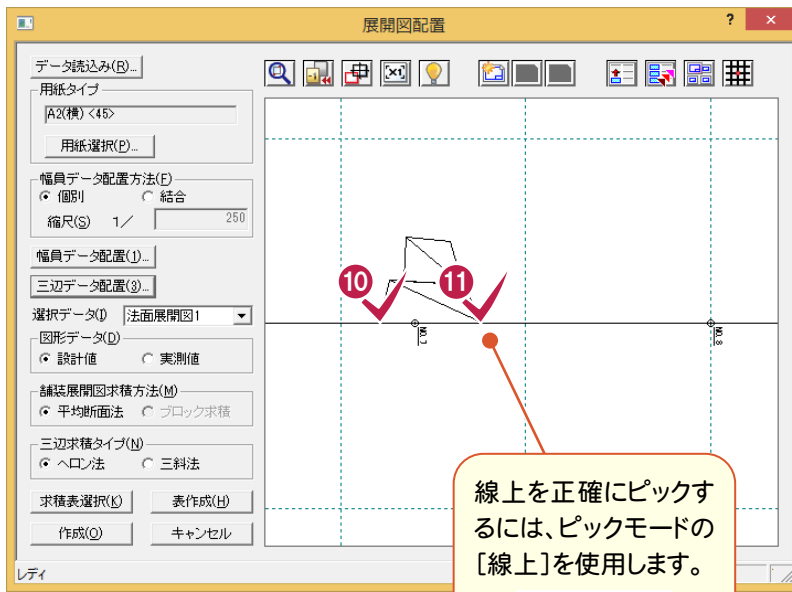 展開図配置
? ×
データ読込み(R)...
用紙タイプ
A2(横) <45>
用紙選択(P)...
幅員データ配置方法(F)
個別 結合
縮尺(S) 1／ 250
幅員データ配置(1)...
三辺データ配置(3)...
選択データ(I) 法面展開図1
図形データ(D)
設計値 実測値
舗装展開図求積方法(M)
平均断面法 ブロック求積
三辺求積タイプ(N)
ヘロン法 三斜法
求積表選択(K) 表作成(H)
作成(O) キャンセル
レディ
10 11
NO.7
NO.8
線上を正確にピックす
るには、ピックモードの
［線上］を使用します。